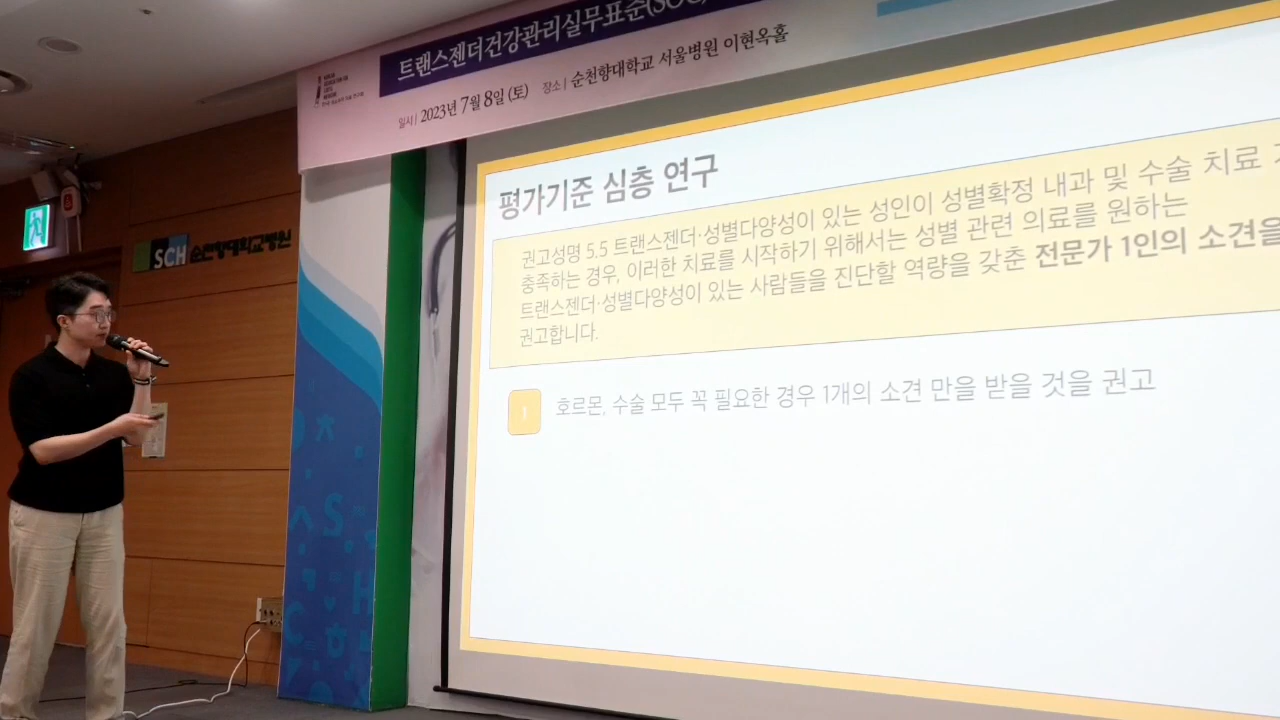 트랜스젠더건강관리실무표준(SOC)
일시 | 2023년 7월 8일 (토) 장소 | 순천향대학교 서울병원 이현옥홀
SCH 순천향대학교병원
평가기준 심층 연구
권고성명 5.5 트랜스젠더·성별다양성이 있는 성인이 성별확정 내과 및 수술 치료
충족하는 경우, 이러한 치료를 시작하기 위해서는 성별 관련 의료를 원하는
트랜스젠더·성별다양성이 있는 사람들을 진단할 역량을 갖춘 전문가 1인의 소견을
권고합니다.
1 호르몬, 수술 모두 꼭 필요한 경우 1개의 소견 만을 받을 것을 권고